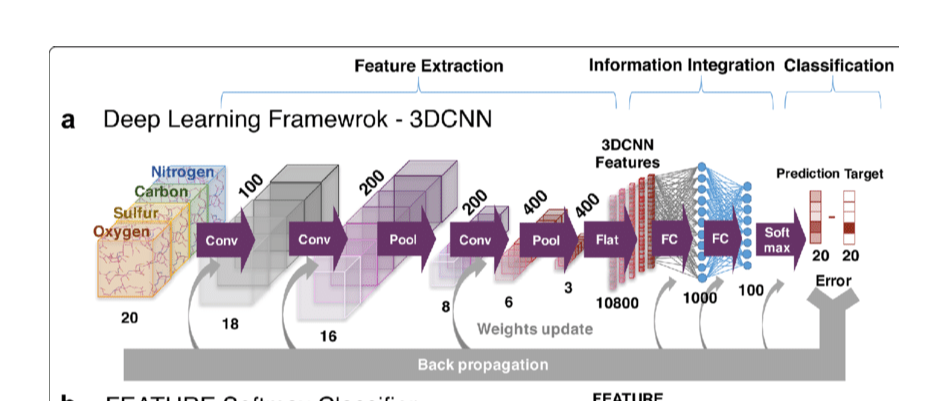 Feature Extraction
Information Integration
Classification
a Deep Learning Framewrok - 3DCNN
3DCNN
Features
Nitrogen
Carbon
Sulfur
Oxygen
100
200
200
400
400
Prediction Target
Conv
Conv
Pool
Conv
Pool
Flat
FC
FC
Soft
max
-
20
18
16
8
6
3
10800
1000
100
20 20
Error
Weights update
Back propagation
FEATURE